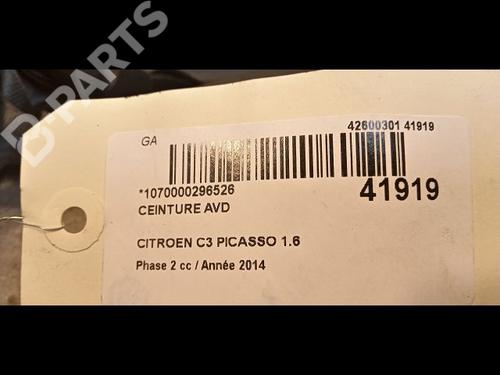 D PARTS
GA
42600301 41919
*1070000296526
41919
CEINTURE AVD
CITROEN C3 PICASSO 1.6
Phase 2 cc / Année 2014